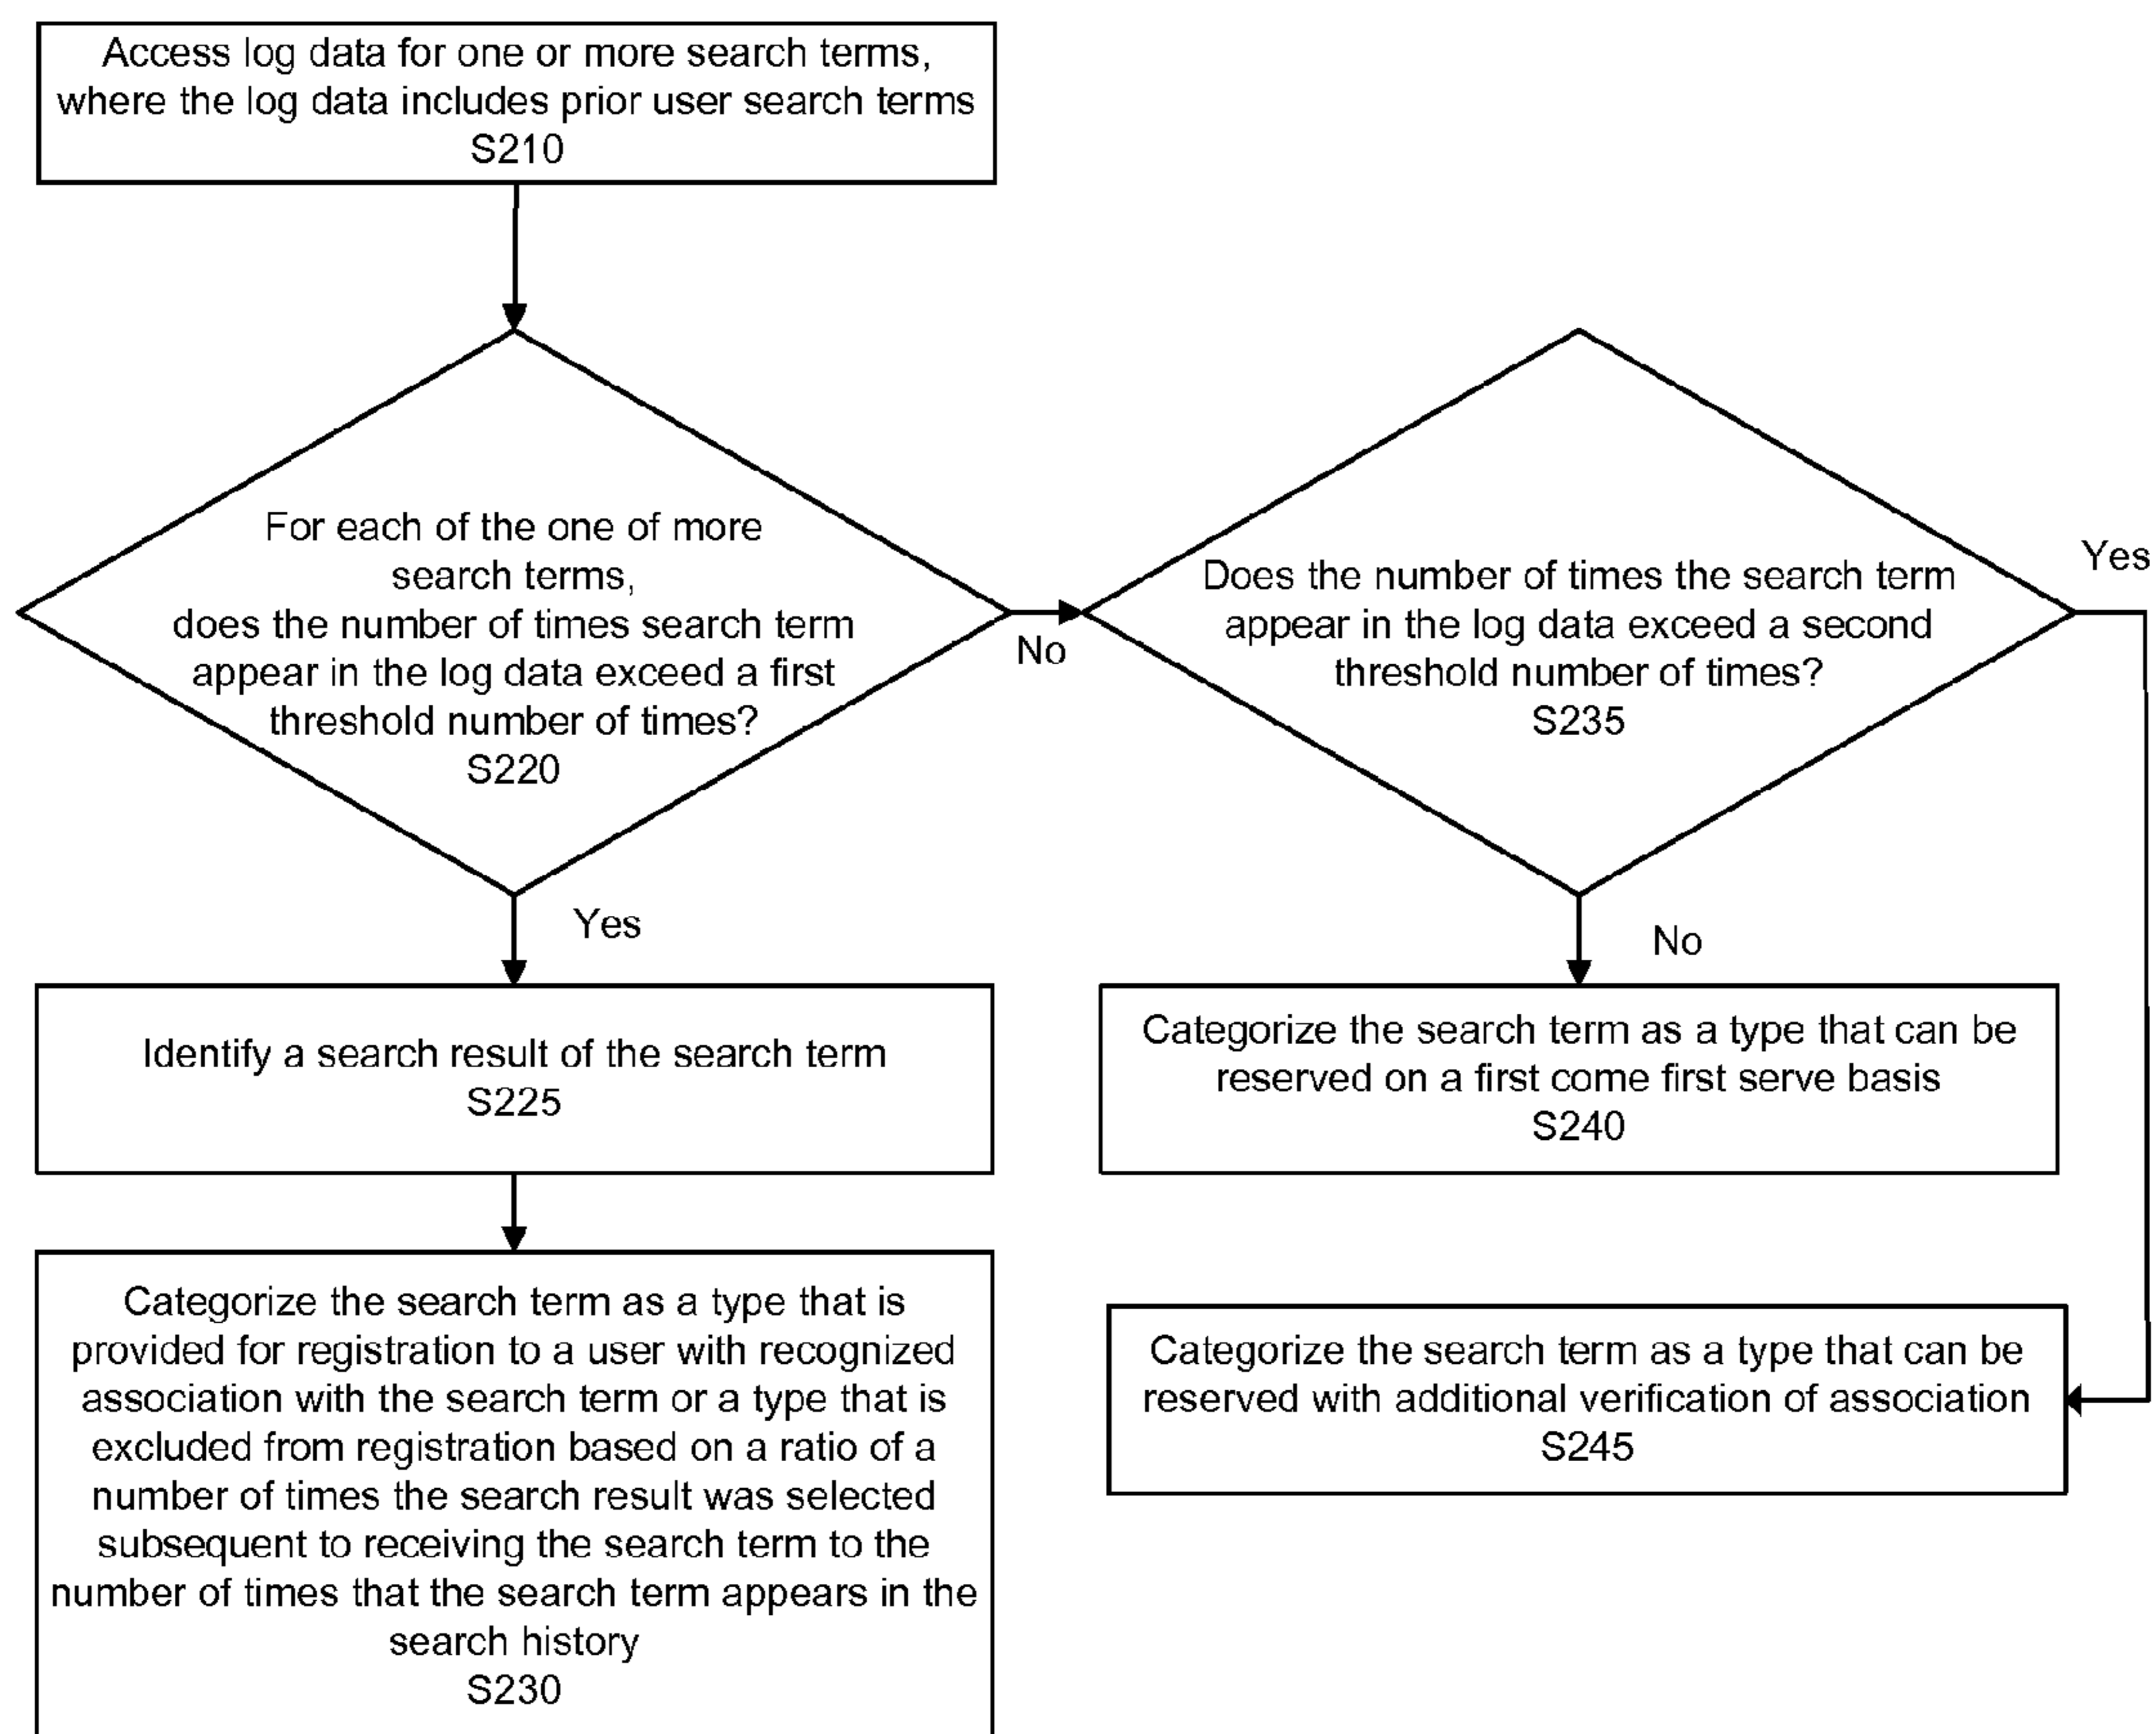 Access log data for one or more search terms,
where the log data includes prior user search terms
S210
For each of the one of more
search terms,
does the number of times search term
appear in the log data exceed a first
threshold number of times?
S220
No
Does the number of times the search term
appear in the log data exceed a second
threshold number of times?
S235
Yes
Yes
No
Identify a search result of the search term
S225
Categorize the search term as a type that can be
reserved on a first come first serve basis
S240
Categorize the search term as a type that is
provided for registration to a user with recognized
association with the search term or a type that is
excluded from registration based on a ratio of a
number of times the search result was selected
subsequent to receiving the search term to the
number of times that the search term appears in the
search history
S230
Categorize the search term as a type that can be
reserved with additional verification of association
S245